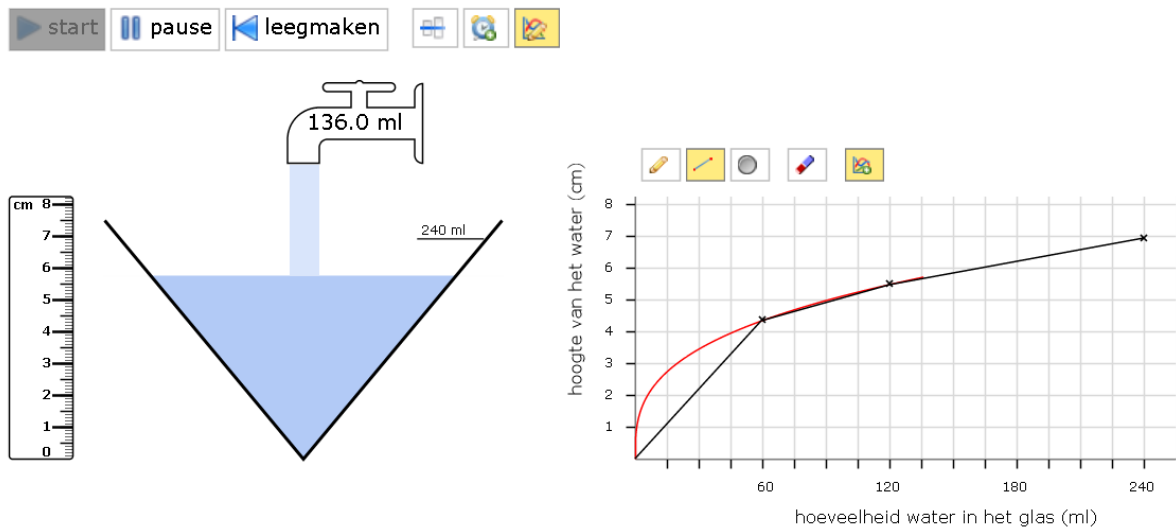 start pause leegmaken
136.0 ml
cm 8
7
6
5
4
3
2
1
0
240 ml
hoogte van het water (cm)
8
7
6
5
4
3
2
1
60 120 180 240
hoeveelheid water in het glas (ml)